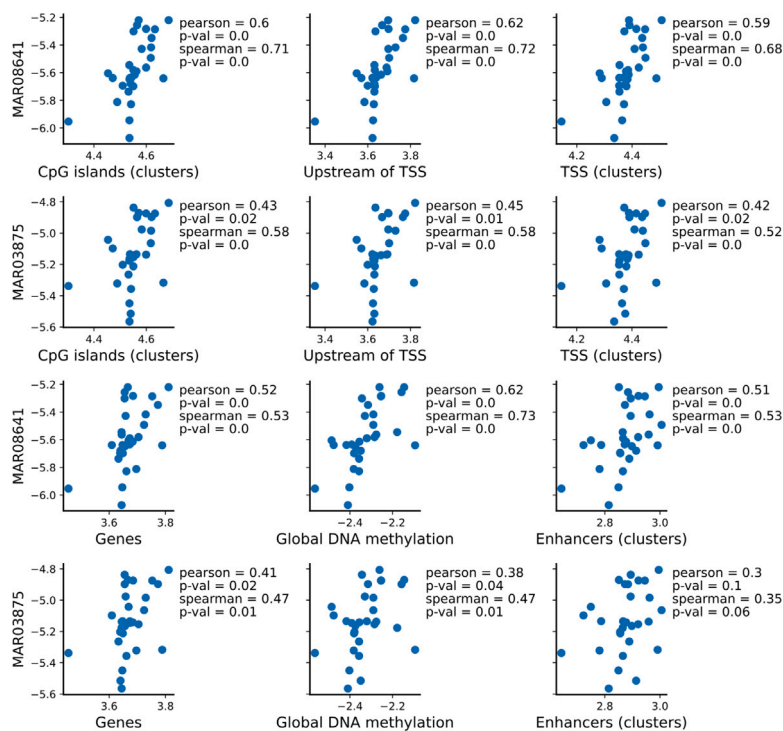 −5.2
−5.4
−5.6
−5.8
−6.0
MAR08641
4.4
4.6
CpG islands (clusters)
pearson = 0.6
p-val = 0.0
spearman = 0.71
p-val = 0.0
3.4
3.6
3.8
Upstream of TSS
pearson = 0.62
p-val = 0.0
spearman = 0.72
p-val = 0.0
4.2
4.4
TSS (clusters)
pearson = 0.59
p-val = 0.0
spearman = 0.68
p-val = 0.0
−4.8
−5.0
−5.2
−5.4
−5.6
MAR03875
4.4
4.6
CpG islands (clusters)
pearson = 0.43
p-val = 0.02
spearman = 0.58
p-val = 0.0
3.4
3.6
3.8
Upstream of TSS
pearson = 0.45
p-val = 0.01
spearman = 0.58
p-val = 0.0
4.2
4.4
TSS (clusters)
pearson = 0.42
p-val = 0.02
spearman = 0.52
p-val = 0.0
−5.2
−5.4
−5.6
−5.8
−6.0
MAR08641
3.6
3.8
Genes
pearson = 0.52
p-val = 0.0
spearman = 0.53
p-val = 0.0
−2.4
−2.2
Global DNA methylation
pearson = 0.62
p-val = 0.0
spearman = 0.73
p-val = 0.0
2.8
3.0
Enhancers (clusters)
pearson = 0.51
p-val = 0.0
spearman = 0.53
p-val = 0.0
−4.8
−5.0
−5.2
−5.4
−5.6
MAR03875
3.6
3.8
Genes
pearson = 0.41
p-val = 0.02
spearman = 0.47
p-val = 0.01
−2.4
−2.2
Global DNA methylation
pearson = 0.38
p-val = 0.04
spearman = 0.47
p-val = 0.01
2.8
3.0
Enhancers (clusters)
pearson = 0.3
p-val = 0.1
spearman = 0.35
p-val = 0.06